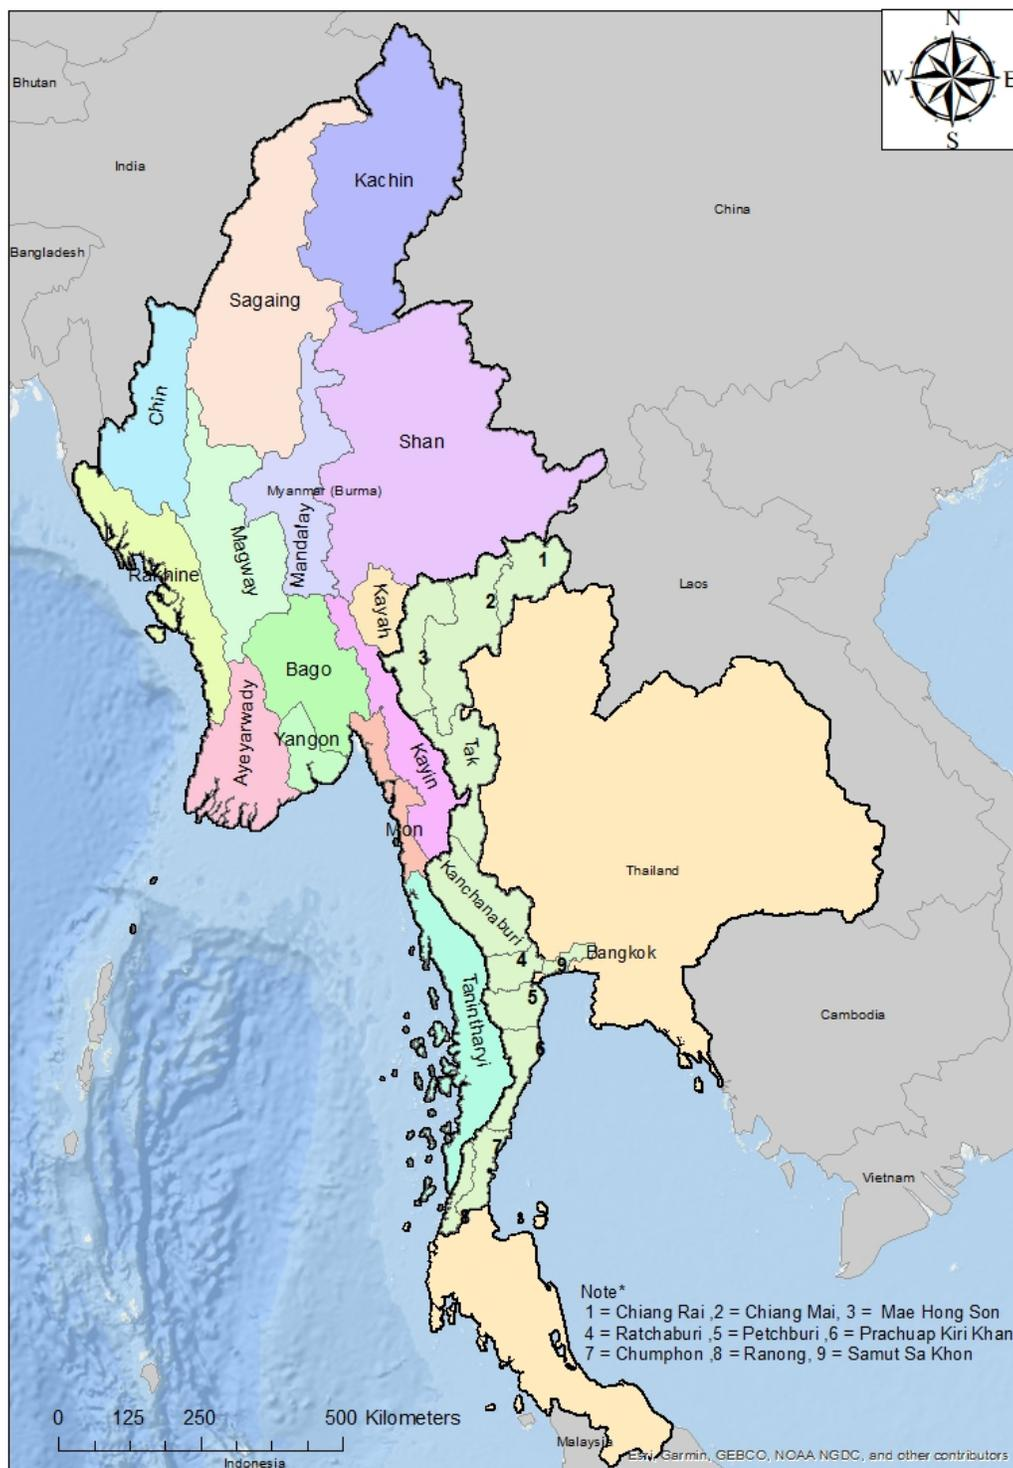 N
W E
S
Bhutan
India
Kachin
China
Bangladesh
Sagaing
Chin
Shan
Myanmar (Burma)
Mandalay
Magway
Rakhine
1
2
Laos
Kayah
3
Bago
Ayeyarwady
Yangon
Tak
Kayin
Mon
Thailand
Kanchanaburi
4
9
Bangkok
5
Tanintharyi
Cambodia
6
7
Vietnam
8
Note*
1 = Chiang Rai ,2 = Chiang Mai, 3 = Mae Hong Son
4 = Ratchaburi ,5 = Petchburi ,6 = Prachuap Kiri Khan
7 = Chumphon ,8 = Ranong, 9 = Samut Sa Khon
0 125 250 500 Kilometers
Malaysia
Esri, Garmin, GEBCO, NOAA NGDC, and other contributors
Indonesia